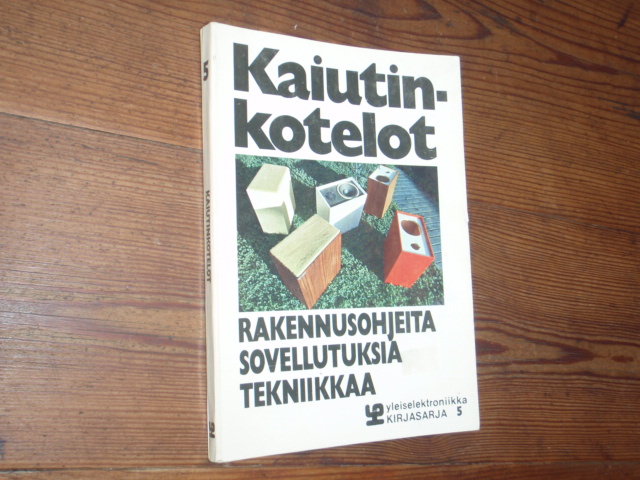 Kaiutin-
kotelot
RAKENNUSOHJEITA
SOVELLUTUKSIA
TEKNIIKKAA
yleiselektroniikka
KIRJASARJA 5
5
KAIUTINKOTELOT